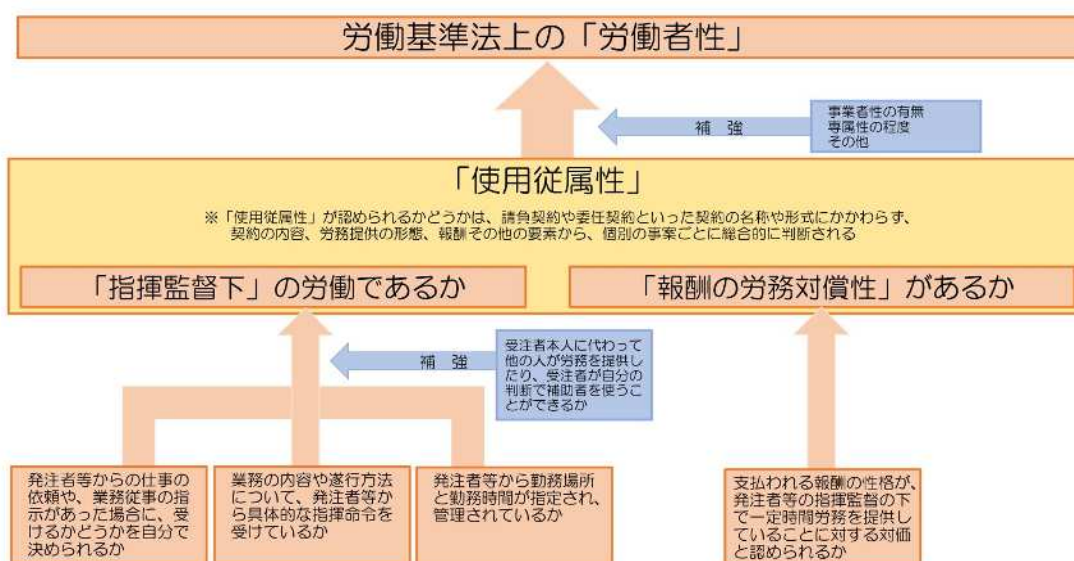 労働基準法上の「労働者性」
補　強
事業者性の有無
専属性の程度
その他
「使用従属性」
※「使用従属性」が認められるかどうかは、請負契約や委任契約といった契約の名称や形式にかかわらず、
契約の内容、労務提供の形態、報酬その他の要素から、個別の事案ごとに総合的に判断される
「指揮監督下」の労働であるか
「報酬の労務対償性」があるか
補　強
受注者本人に代わって
他の人が労務を提供し
たり、受注者が自分の
判断で補助者を使うこ
とができるか
発注者等からの仕事の
依頼や、業務従事の指
示があった場合に、受
けるかどうかを自分で
決められるか
業務の内容や遂行方法
について、発注者等か
ら具体的な指揮命令を
受けているか
発注者等から勤務場所
と勤務時間が指定され、
管理されているか
支払われる報酬の性格が、
発注者等の指揮監督の下
で一定時間労務を提供し
ていることに対する対価
と認められるか